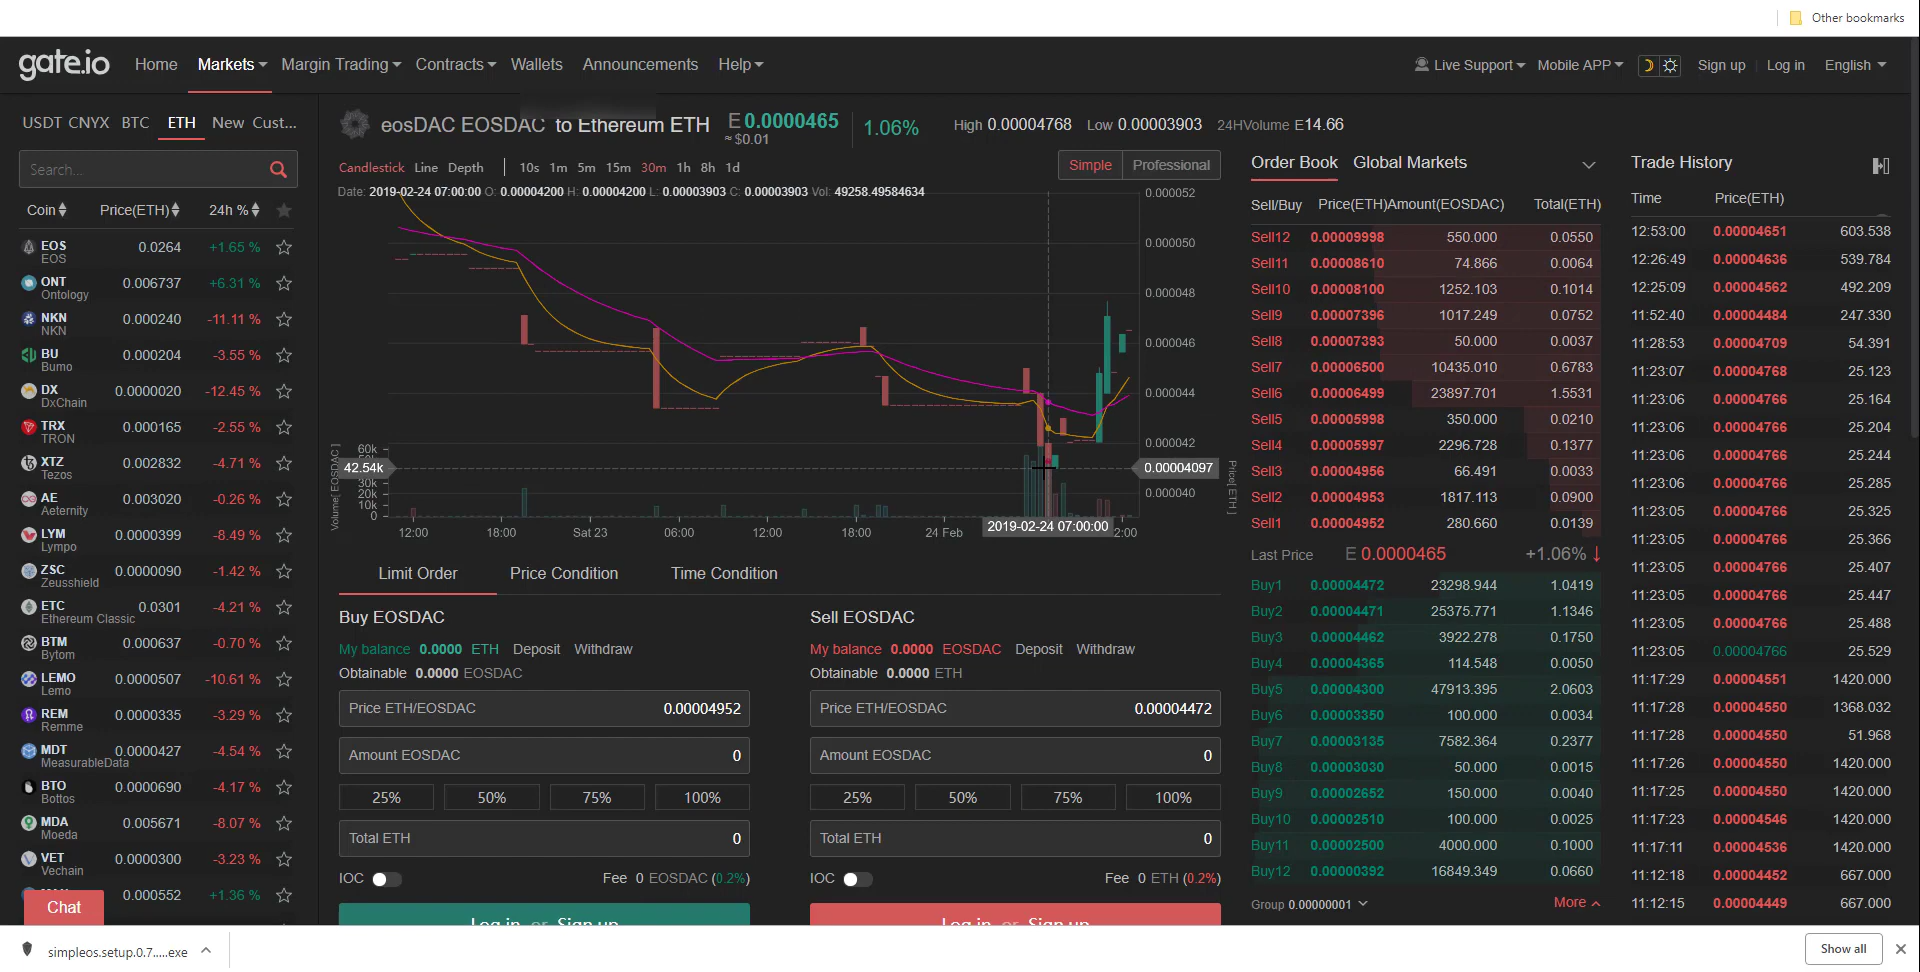 Other bookmarks
gate.io Home Markets Margin Trading Contracts Wallets Announcements Help Live Support Mobile APP Sign up Log in English
USDT CNYX BTC ETH New Cust...
Search...
Coin Price(ETH) 24h %
EOS 0.0264 +1.65 %
EOS
ONT 0.006737 +6.31 %
Ontology
NKN 0.000240 -11.11 %
NKN
BU 0.000204 -3.55 %
Bumo
DX 0.0000020 -12.45 %
DxChain
TRX 0.000165 -2.55 %
TRON
XTZ 0.002832 -4.71 %
Tezos
AE 0.003020 -0.26 %
Aeternity
LYM 0.0000399 -8.49 %
Lympo
ZSC 0.0000090 -1.42 %
Zeusshield
ETC 0.0301 -4.21 %
Ethereum Classic
BTM 0.000637 -0.70 %
Bytom
LEMO 0.0000507 -10.61 %
Lemo
REM 0.0000335 -3.29 %
Remme
MDT 0.0000427 -4.54 %
MeasurableData
BTO 0.0000690 -4.17 %
Bottos
MDA 0.005671 -8.07 %
Moeda
VET 0.0000300 -3.23 %
Vechain
0.000552 +1.36 %
Chat
eosDAC EOSDAC to Ethereum ETH E 0.0000465 1.06% High 0.00004768 Low 0.00003903 24HVolume E14.66
≈ $0.01
Candlestick Line Depth 10s 1m 5m 15m 30m 1h 8h 1d Simple Professional
Date: 2019-02-24 07:00:00 O: 0.00004200 H: 0.00004200 L: 0.00003903 C: 0.00003903 Vol: 49258.49584634
0.000052
0.000050
0.000048
0.000046
0.000044
0.000042
0.00004097
0.000040
Price[ ETH ]
Volume[ EOSDAC ]
60k
42.54k
30k
20k
10k
0
12:00 18:00 Sat 23 06:00 12:00 18:00 24 Feb 2019-02-24 07:00:00 2:00
Limit Order Price Condition Time Condition
Buy EOSDAC
My balance 0.0000 ETH Deposit Withdraw
Obtainable 0.0000 EOSDAC
Price ETH/EOSDAC 0.00004952
Amount EOSDAC 0
25% 50% 75% 100%
Total ETH 0
IOC Fee 0 EOSDAC (0.2%)
Log in or Sign up
Sell EOSDAC
My balance 0.0000 EOSDAC Deposit Withdraw
Obtainable 0.0000 ETH
Price ETH/EOSDAC 0.00004472
Amount EOSDAC 0
25% 50% 75% 100%
Total ETH 0
IOC Fee 0 ETH (0.2%)
Log in or Sign up
Order Book Global Markets
Sell/Buy Price(ETH) Amount(EOSDAC) Total(ETH)
Sell12 0.00009998 550.000 0.0550
Sell11 0.00008610 74.866 0.0064
Sell10 0.00008100 1252.103 0.1014
Sell9 0.00007396 1017.249 0.0752
Sell8 0.00007393 50.000 0.0037
Sell7 0.00006500 10435.010 0.6783
Sell6 0.00006499 23897.701 1.5531
Sell5 0.00005998 350.000 0.0210
Sell4 0.00005997 2296.728 0.1377
Sell3 0.00004956 66.491 0.0033
Sell2 0.00004953 1817.113 0.0900
Sell1 0.00004952 280.660 0.0139
Last Price E 0.0000465 +1.06% ↓
Buy1 0.00004472 23298.944 1.0419
Buy2 0.00004471 25375.771 1.1346
Buy3 0.00004462 3922.278 0.1750
Buy4 0.00004365 114.548 0.0050
Buy5 0.00004300 47913.395 2.0603
Buy6 0.00003350 100.000 0.0034
Buy7 0.00003135 7582.364 0.2377
Buy8 0.00003030 50.000 0.0015
Buy9 0.00002652 150.000 0.0040
Buy10 0.00002510 100.000 0.0025
Buy11 0.00002500 4000.000 0.1000
Buy12 0.00000392 16849.349 0.0660
Group 0.00000001 More
Trade History
Time Price(ETH)
12:53:00 0.00004651 603.538
12:26:49 0.00004636 539.784
12:25:09 0.00004562 492.209
11:52:40 0.00004484 247.330
11:28:53 0.00004709 54.391
11:23:07 0.00004768 25.123
11:23:06 0.00004766 25.164
11:23:06 0.00004766 25.204
11:23:06 0.00004766 25.244
11:23:06 0.00004766 25.285
11:23:05 0.00004766 25.325
11:23:05 0.00004766 25.366
11:23:05 0.00004766 25.407
11:23:05 0.00004766 25.447
11:23:05 0.00004766 25.488
11:23:05 0.00004766 25.529
11:17:29 0.00004551 1420.000
11:17:28 0.00004550 1368.032
11:17:28 0.00004550 51.968
11:17:26 0.00004550 1420.000
11:17:25 0.00004550 1420.000
11:17:23 0.00004546 1420.000
11:17:11 0.00004536 1420.000
11:12:18 0.00004452 667.000
11:12:15 0.00004449 667.000
simpleos.setup.0.7.....exe Show all